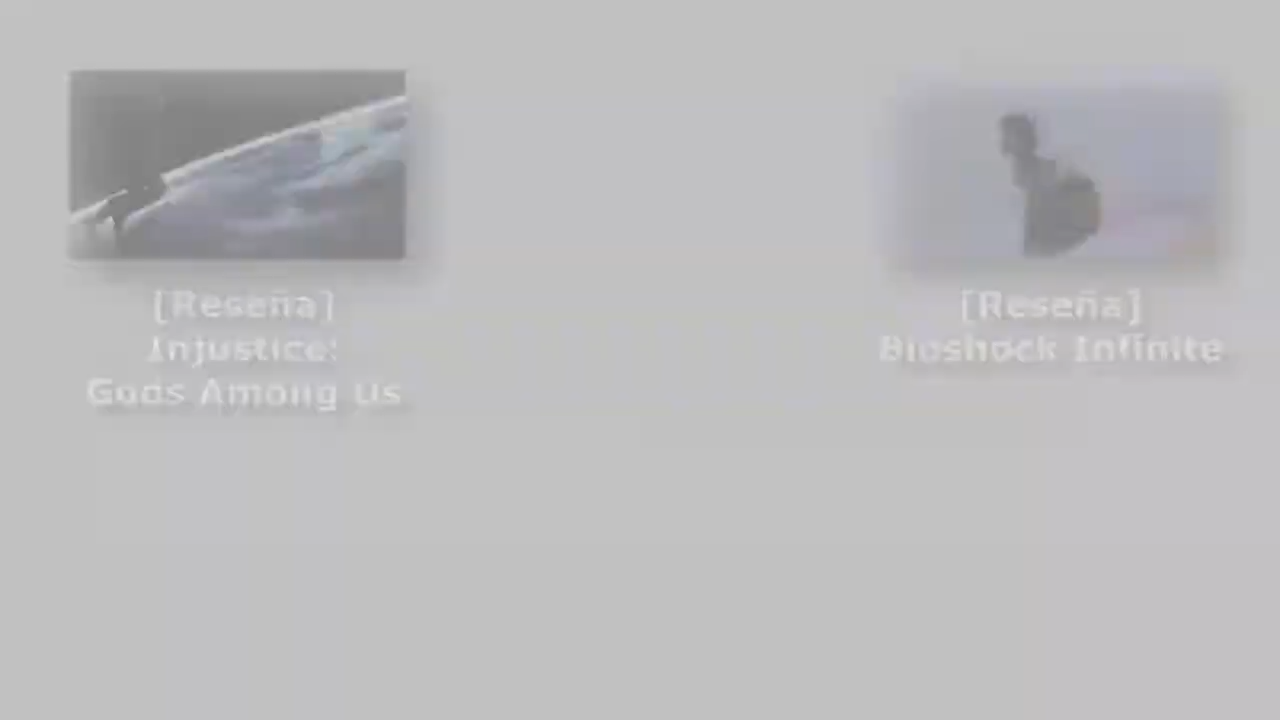 [Reseña]
Injustice:
Gods Among Us
[Reseña]
Bioshock Infinite